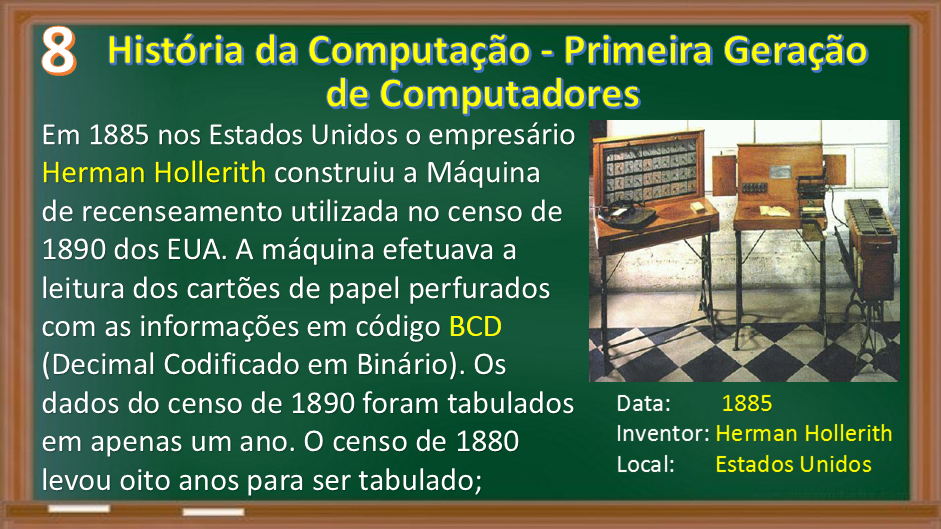 8
História da Computação - Primeira Geração
de Computadores
Em 1885 nos Estados Unidos o empresário
Herman Hollerith construiu a Máquina
de recenseamento utilizada no censo de
1890 dos EUA. A máquina efetuava a
leitura dos cartões de papel perfurados
com as informações em código BCD
(Decimal Codificado em Binário). Os
dados do censo de 1890 foram tabulados
em apenas um ano. O censo de 1880
levou oito anos para ser tabulado;
Data: 1885
Inventor: Herman Hollerith
Local: Estados Unidos